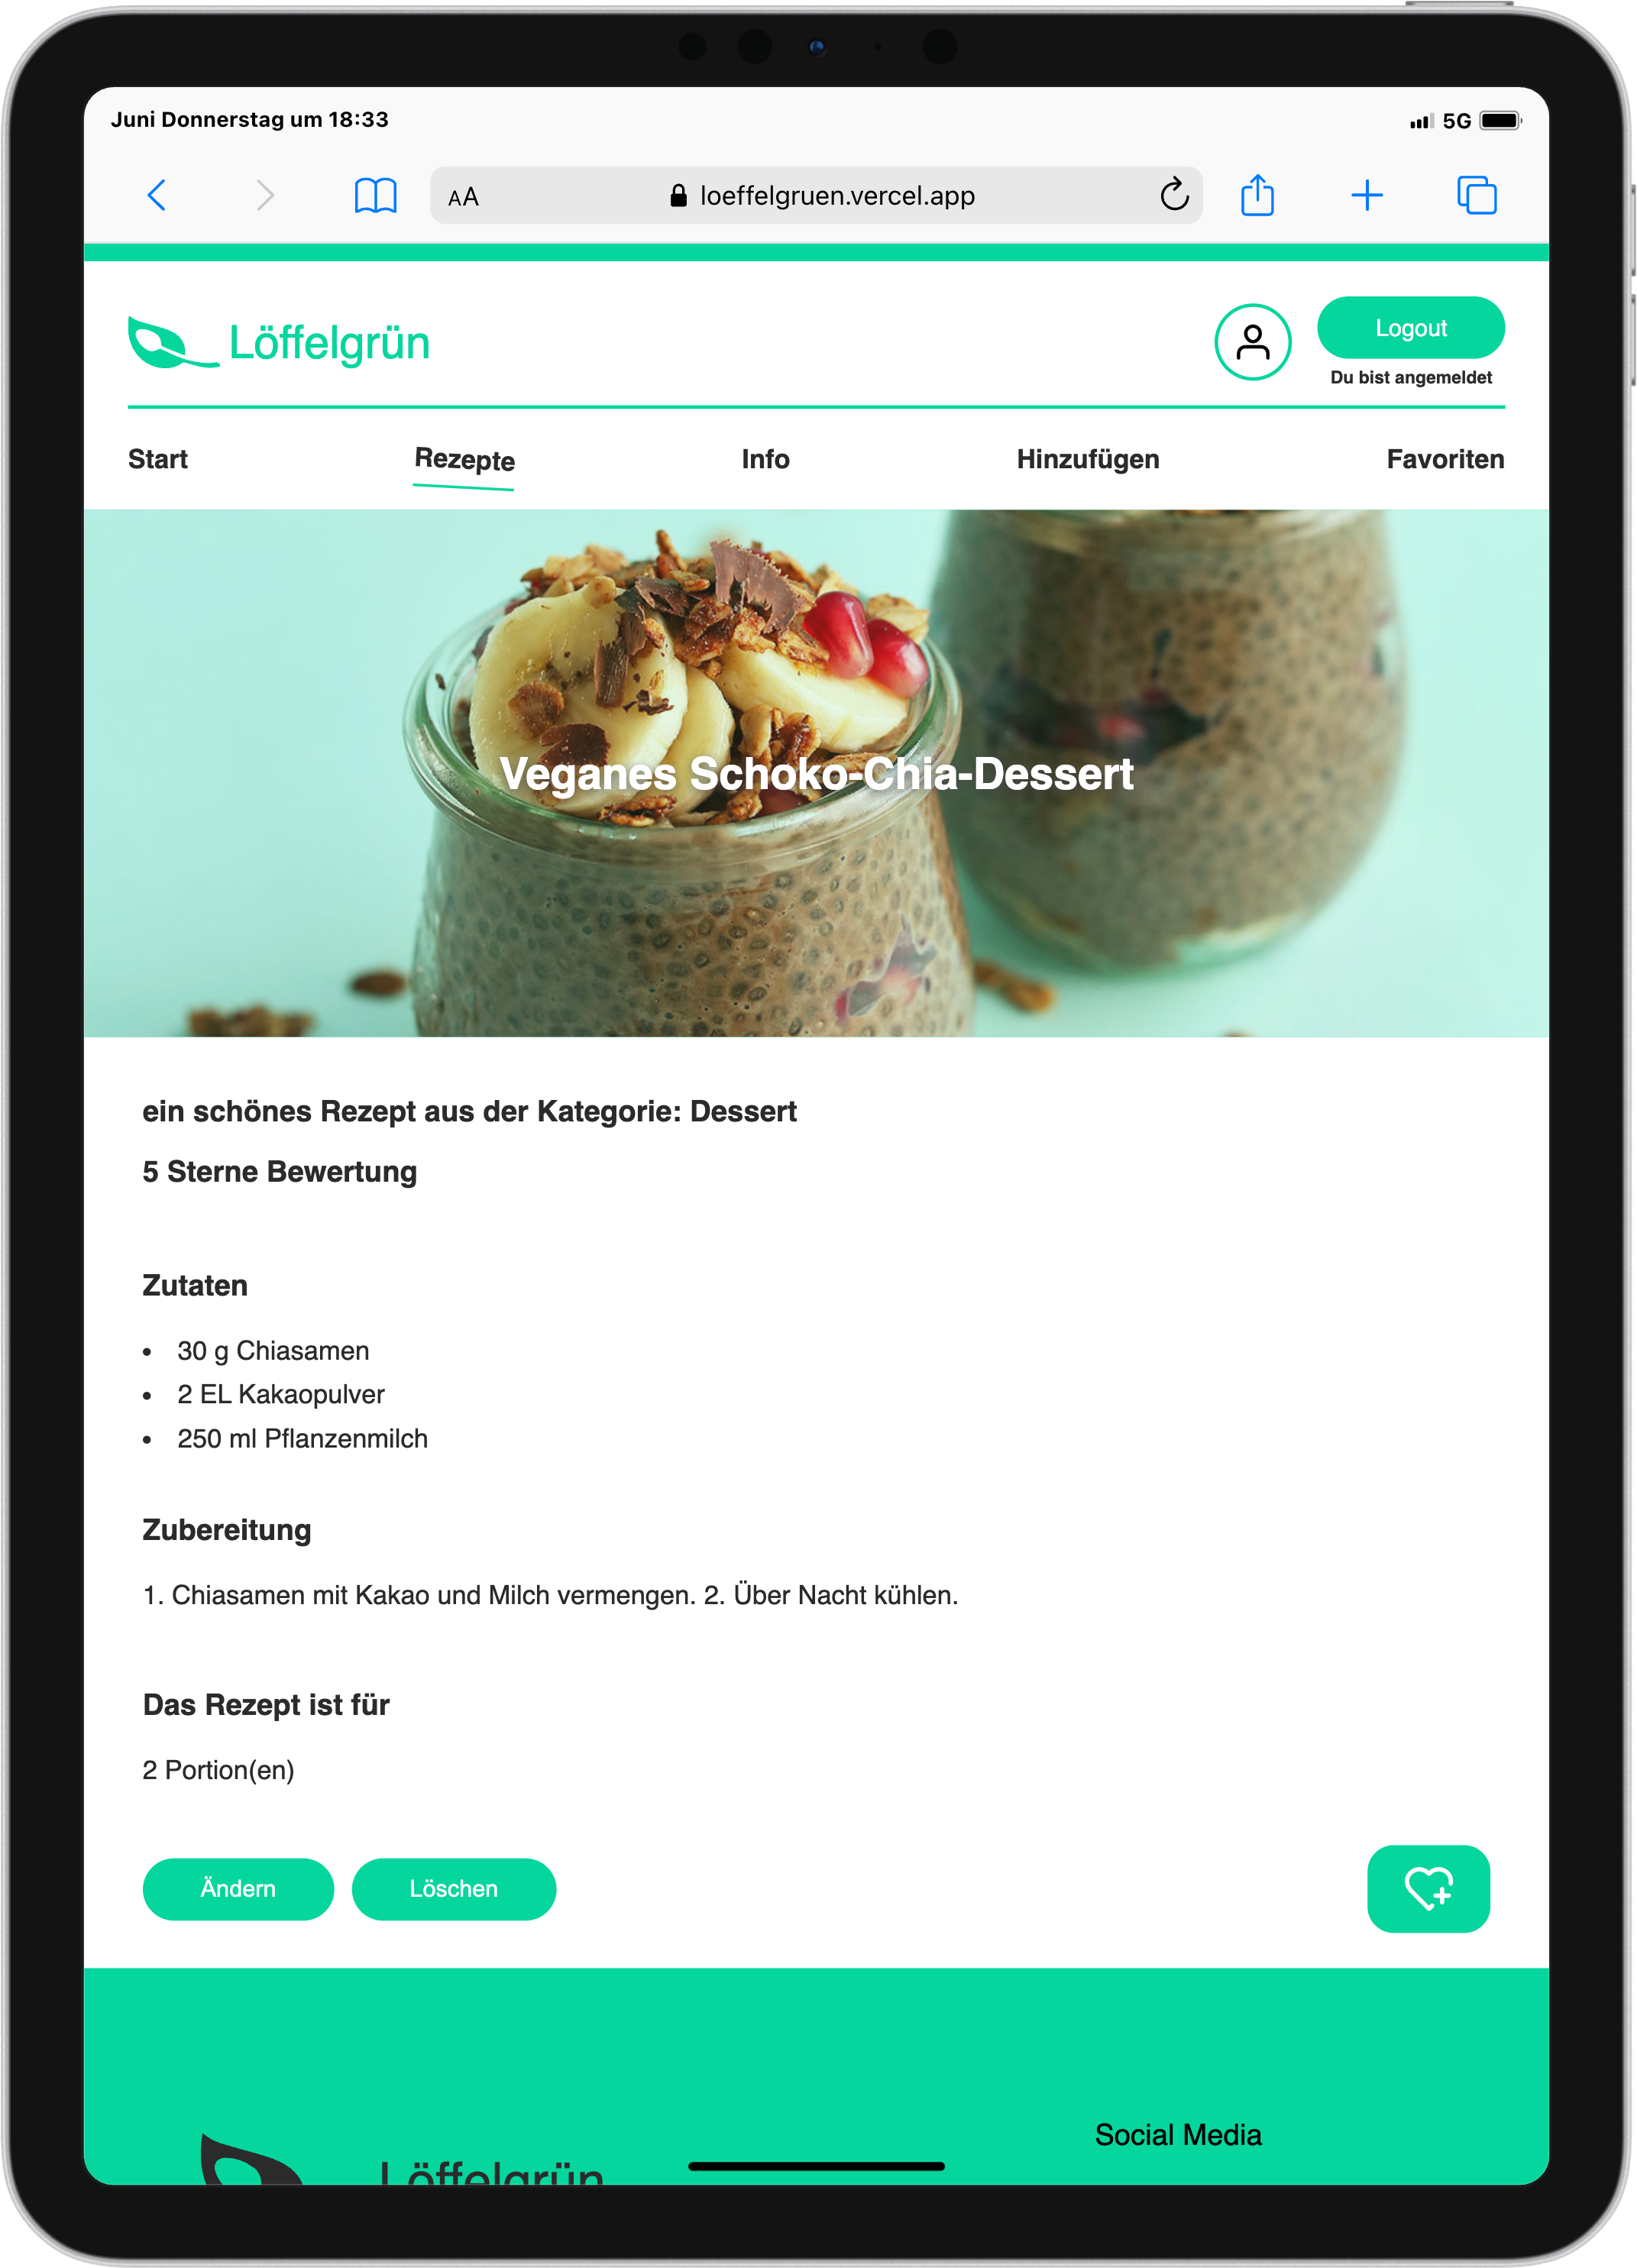 Juni Donnerstag um 18:33
5G
AA
loeffelgruen.vercel.app
Löffelgrün
Logout
Du bist angemeldet
Start
Rezepte
Info
Hinzufügen
Favoriten
Veganes Schoko-Chia-Dessert
ein schönes Rezept aus der Kategorie: Dessert
5 Sterne Bewertung
Zutaten
• 30 g Chiasamen
• 2 EL Kakaopulver
• 250 ml Pflanzenmilch
Zubereitung
1. Chiasamen mit Kakao und Milch vermengen. 2. Über Nacht kühlen.
Das Rezept ist für
2 Portion(en)
Ändern
Löschen
Social Media
Löffelgrün